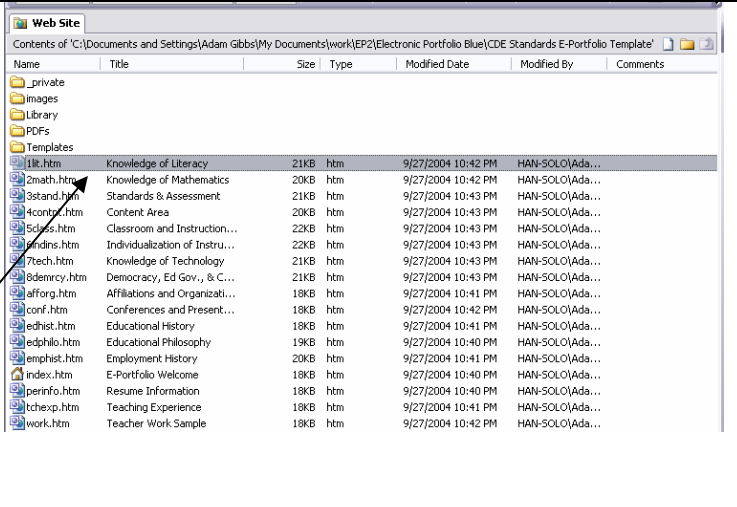 Web Site
Contents of 'C:\Documents and Settings\Adam Gibbs\My Documents\work\EP2\Electronic Portfolio Blue\CDE Standards E-Portfolio Template'
Name Title Size Type Modified Date Modified By Comments
_private
images
Library
PDFs
Templates
1lit.htm Knowledge of Literacy 21KB htm 9/27/2004 10:42 PM HAN-SOLO\Ada...
2math.htm Knowledge of Mathematics 20KB htm 9/27/2004 10:42 PM HAN-SOLO\Ada...
3stand.htm Standards & Assessment 21KB htm 9/27/2004 10:43 PM HAN-SOLO\Ada...
4contnt.htm Content Area 20KB htm 9/27/2004 10:43 PM HAN-SOLO\Ada...
5class.htm Classroom and Instruction... 22KB htm 9/27/2004 10:43 PM HAN-SOLO\Ada...
6indins.htm Individualization of Instru... 22KB htm 9/27/2004 10:43 PM HAN-SOLO\Ada...
7tech.htm Knowledge of Technology 21KB htm 9/27/2004 10:43 PM HAN-SOLO\Ada...
8demrcy.htm Democracy, Ed Gov., & C... 21KB htm 9/27/2004 10:43 PM HAN-SOLO\Ada...
afforg.htm Affiliations and Organizati... 18KB htm 9/27/2004 10:41 PM HAN-SOLO\Ada...
conf.htm Conferences and Present... 18KB htm 9/27/2004 10:42 PM HAN-SOLO\Ada...
edhist.htm Educational History 18KB htm 9/27/2004 10:41 PM HAN-SOLO\Ada...
edphilo.htm Educational Philosophy 19KB htm 9/27/2004 10:40 PM HAN-SOLO\Ada...
emphist.htm Employment History 20KB htm 9/27/2004 10:41 PM HAN-SOLO\Ada...
index.htm E-Portfolio Welcome 18KB htm 9/27/2004 10:40 PM HAN-SOLO\Ada...
perinfo.htm Resume Information 18KB htm 9/27/2004 10:40 PM HAN-SOLO\Ada...
tchexp.htm Teaching Experience 18KB htm 9/27/2004 10:41 PM HAN-SOLO\Ada...
work.htm Teacher Work Sample 18KB htm 9/27/2004 10:42 PM HAN-SOLO\Ada...